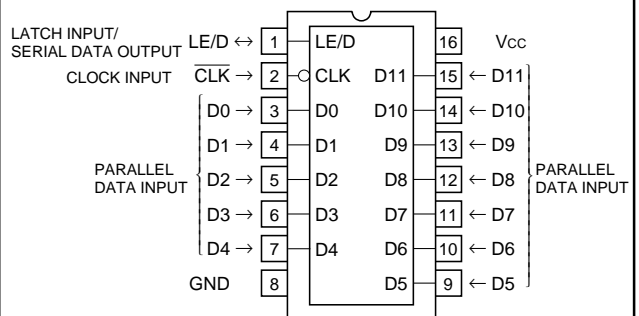 LATCH INPUT/
SERIAL DATA OUTPUT LE/D ↔ 1 LE/D 16 Vcc
CLOCK INPUT C̅L̅K̅ → 2 CLK D11 15 ← D11
D0 → 3 D0 D10 14 ← D10
D1 → 4 D1 D9 13 ← D9
PARALLEL
DATA INPUT D2 → 5 D2 D8 12 ← D8 PARALLEL
DATA INPUT
D3 → 6 D3 D7 11 ← D7
D4 → 7 D4 D6 10 ← D6
GND 8 D5 9 ← D5